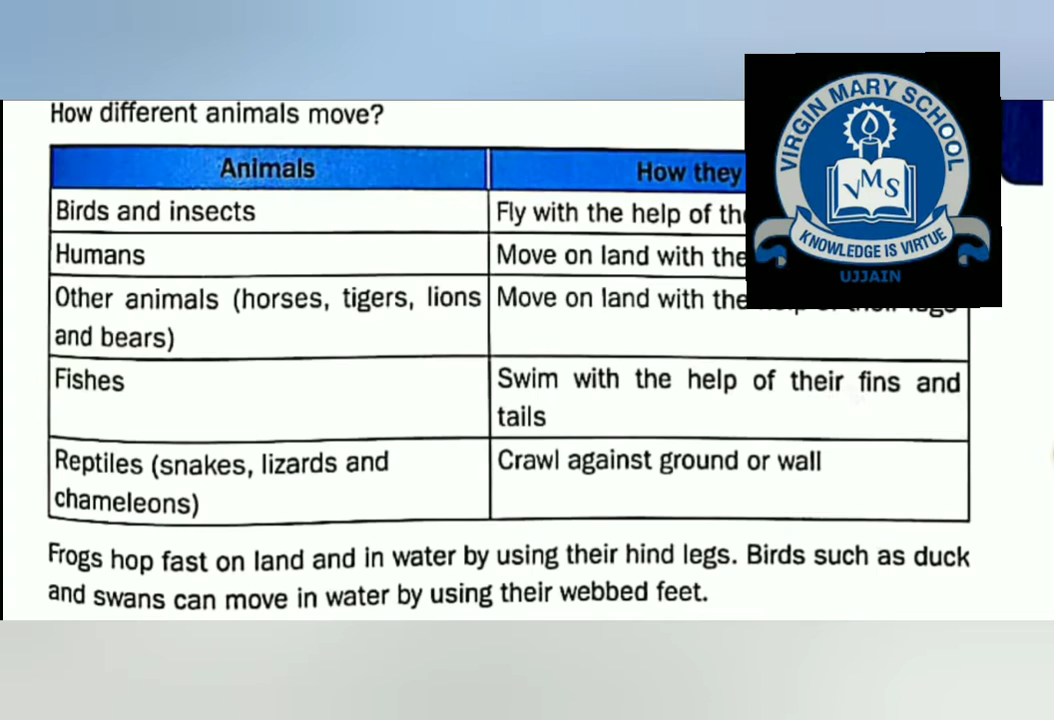 How different animals move?
Animals
How they
Birds and insects
Fly with the help of
Humans
Move on land with the
Other animals (horses, tigers, lions
and bears)
Move on land with the help of their legs
Fishes
Swim with the help of their fins and
tails
Reptiles (snakes, lizards and
chameleons)
Crawl against ground or wall
Frogs hop fast on land and in water by using their hind legs. Birds such as duck
and swans can move in water by using their webbed feet.
VIRGIN MARY SCHOOL
VMS
KNOWLEDGE IS VIRTUE
UJJAIN